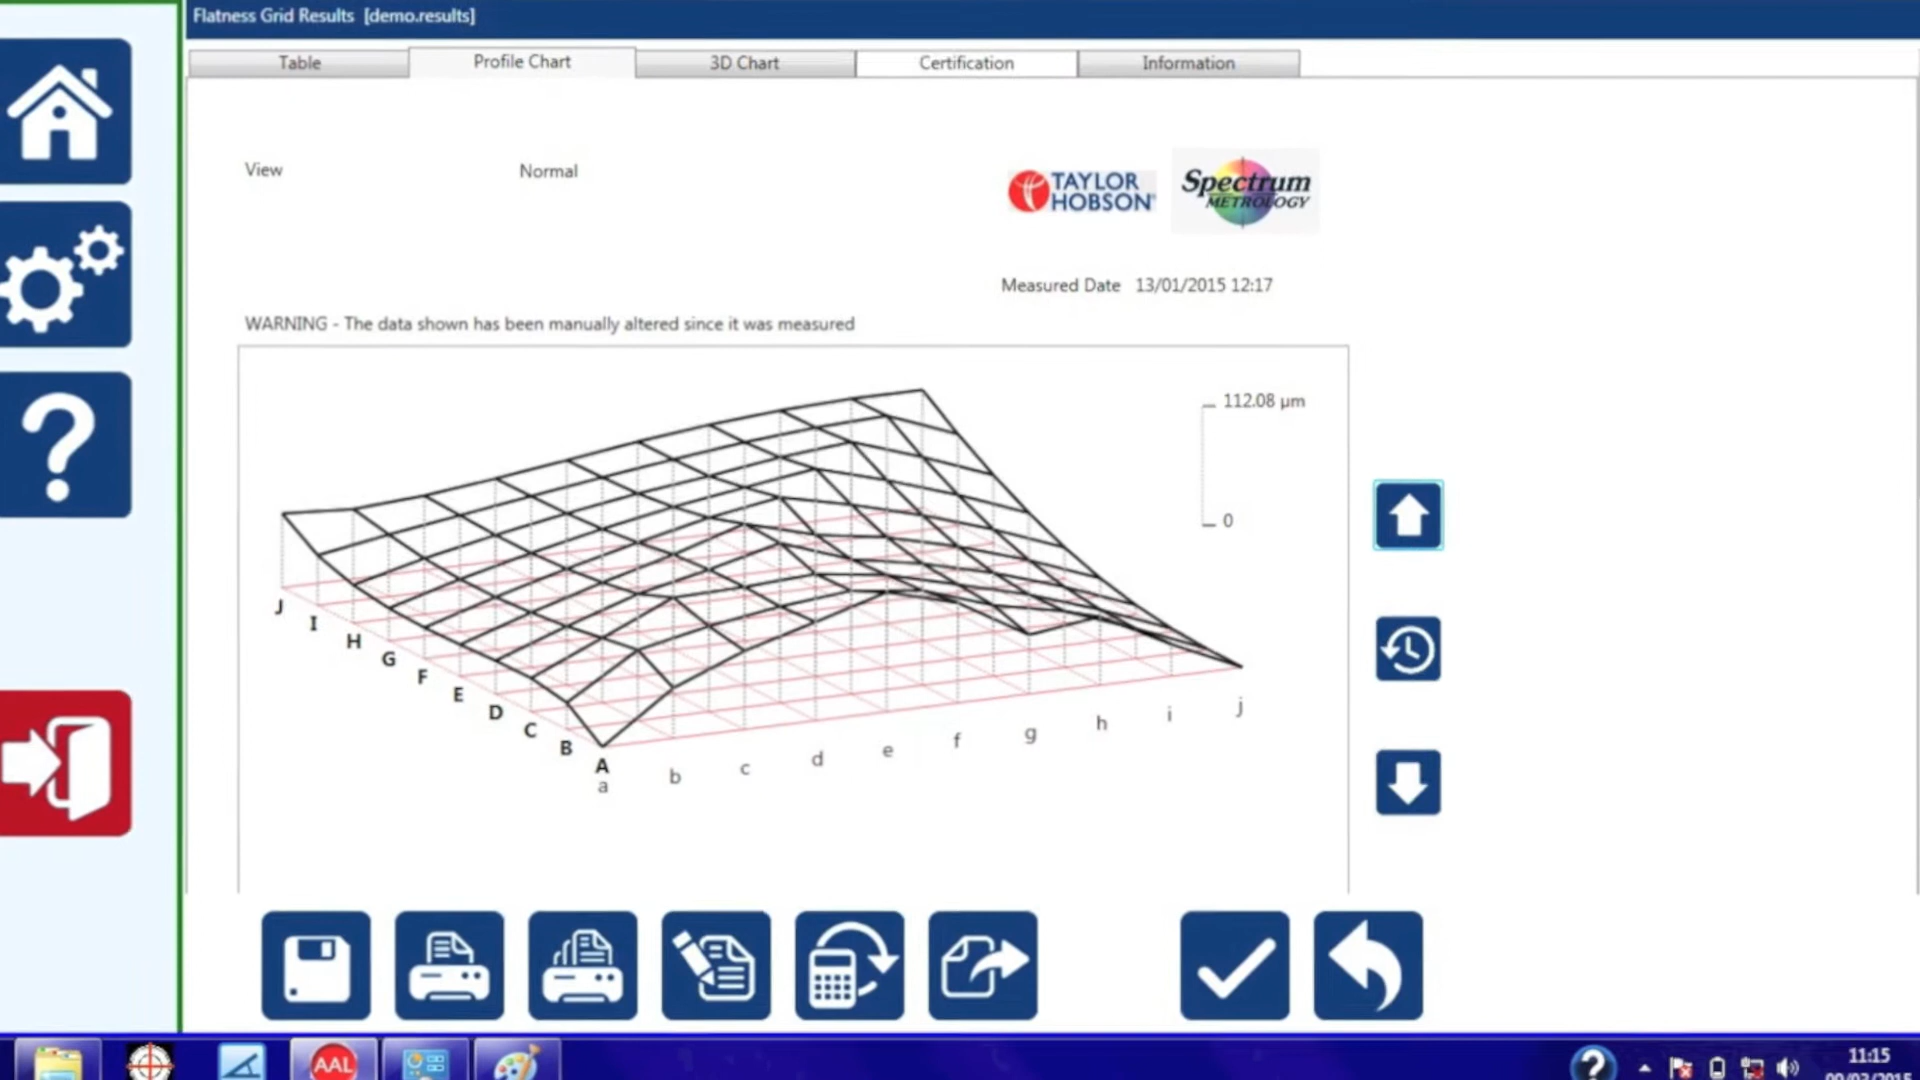 Flatness Grid Results [demo.results]
Table
Profile Chart
3D Chart
Certification
Information
View
Normal
TAYLOR
HOBSON
Spectrum
METROLOGY
Measured Date 13/01/2015 12:17
WARNING - The data shown has been manually altered since it was measured
112.08 µm
0
J
I
H
G
F
E
D
C
B
A
a
b
c
d
e
f
g
h
i
j
AAL
11:15